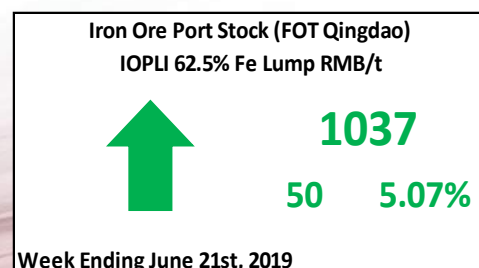 Iron Ore Port Stock (FOT Qingdao)
IOPLI 62.5% Fe Lump RMB/t
1037
50 5.07%
Week Ending June 21st, 2019